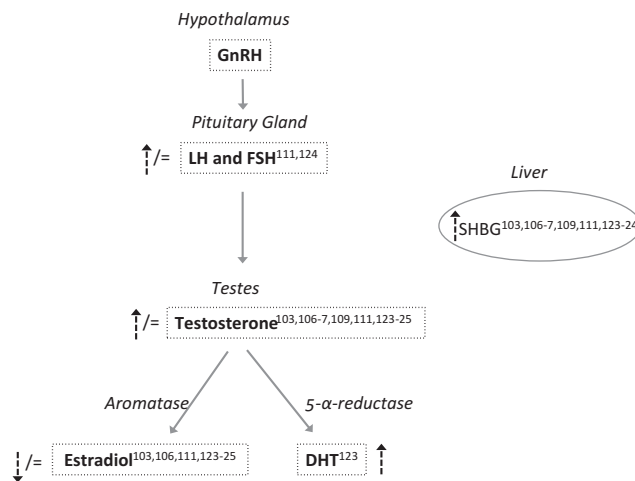 Hypothalamus
GnRH
Pituitary Gland
/= LH and FSH111,124
Liver
SHBG103,106-7,109,111,123-24
Testes
/= Testosterone103,106-7,109,111,123-25
Aromatase 5-α-reductase
/= Estradiol103,106,111,123-25 DHT123